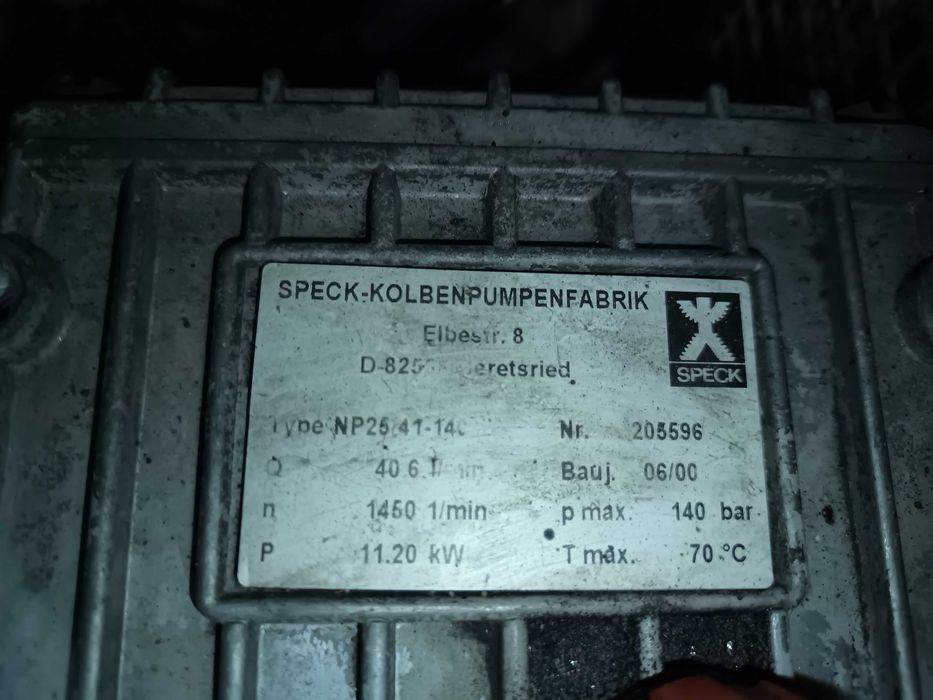 SPECK-KOLBENPUMPENFABRIK
Elbestr. 8
SPECK
Type NP25/41-140 Nr. 205596
Q 40.6 Bauj. 06/00
n 1450 1/min p max. 140 bar
P 11.20 kW T max. 70 °C